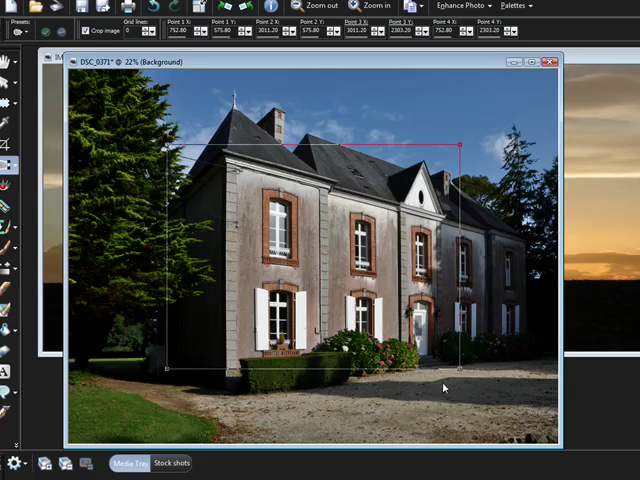 Zoom out Zoom in Enhance Photo Palettes
Presets: Grid lines: Point 1 X: Point 1 Y: Point 2 X: Point 2 Y: Point 3 X: Point 3 Y: Point 4 X: Point 4 Y:
Crop image 0 752.80 575.80 3011.20 575.80 3011.20 2303.20 752.80 2303.20
DSC_0371* @ 22% (Background)
IM
A
Media Tray Stock shots